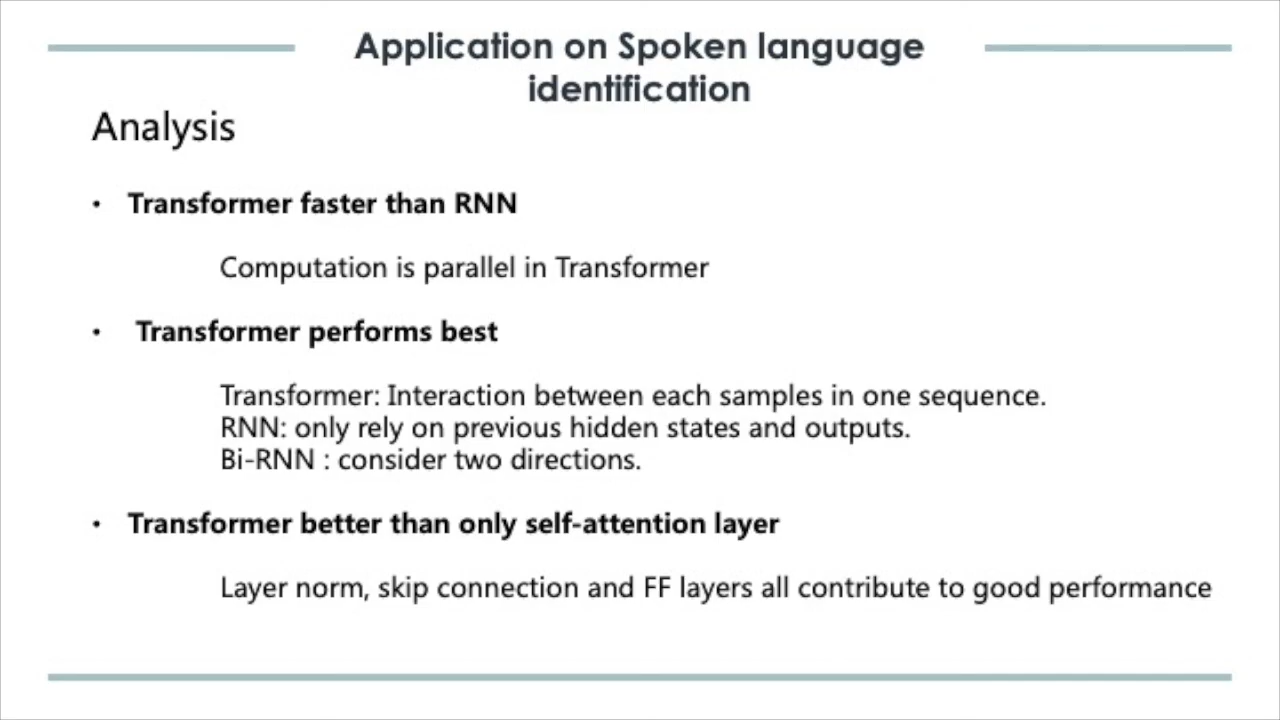 Application on Spoken language
identification
Analysis
• Transformer faster than RNN
Computation is parallel in Transformer
• Transformer performs best
Transformer: Interaction between each samples in one sequence.
RNN: only rely on previous hidden states and outputs.
Bi-RNN : consider two directions.
• Transformer better than only self-attention layer
Layer norm, skip connection and FF layers all contribute to good performance